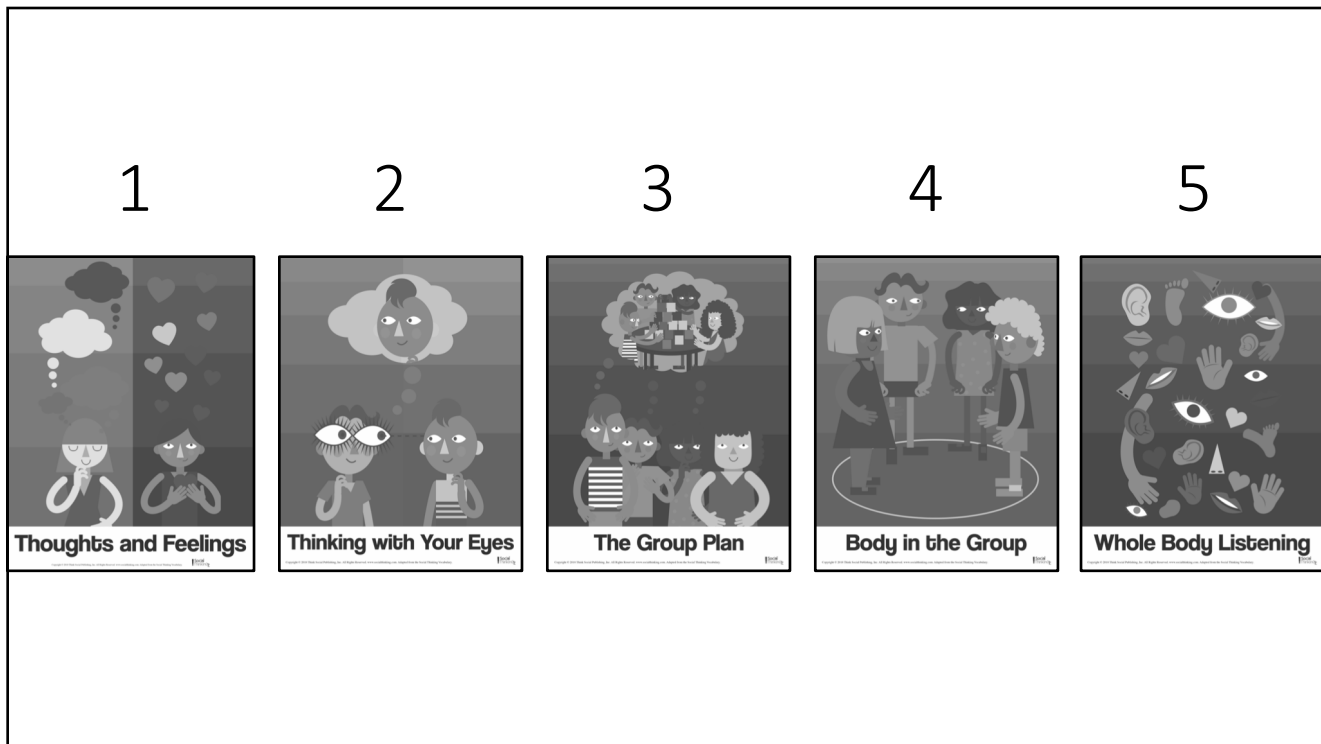 1
2
3
4
5
Thoughts and Feelings
Thinking with Your Eyes
The Group Plan
Body in the Group
Whole Body Listening